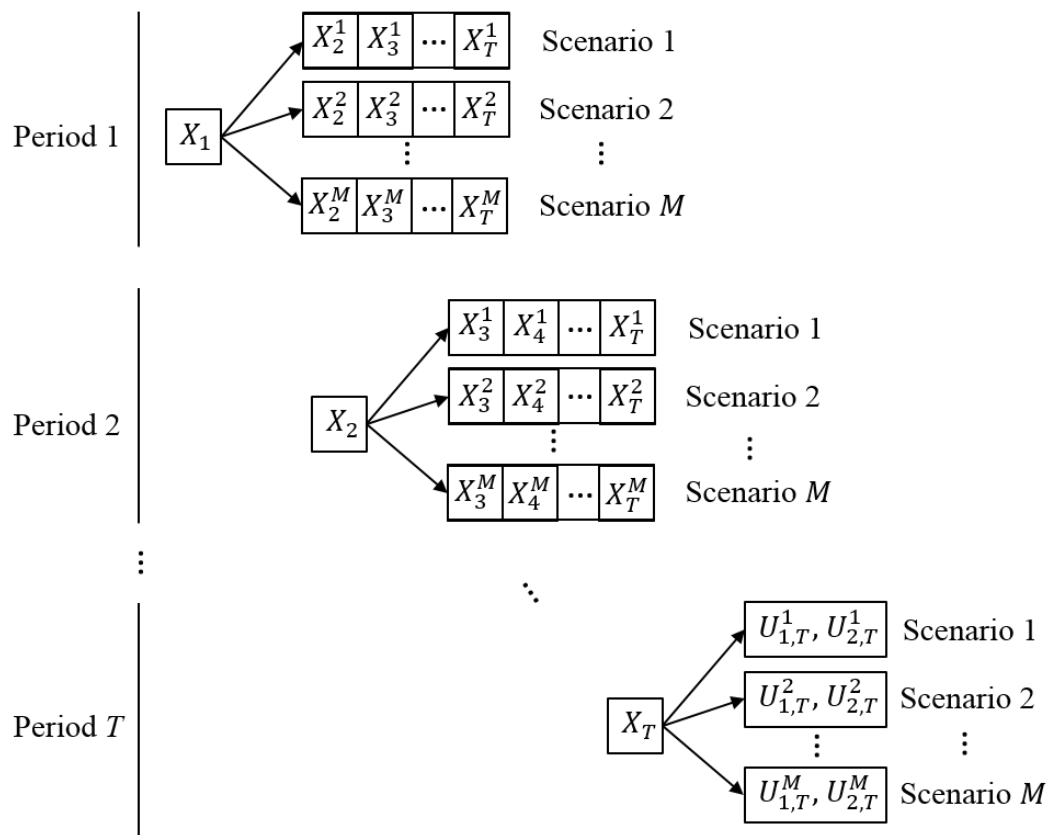 X_2^1 X_3^1 ⋯ X_T^1 Scenario 1
X_2^2 X_3^2 ⋯ X_T^2 Scenario 2
Period 1 X_1 ⋮ ⋮
X_2^M X_3^M ⋯ X_T^M Scenario M
X_3^1 X_4^1 ⋯ X_T^1 Scenario 1
X_3^2 X_4^2 ⋯ X_T^2 Scenario 2
Period 2 X_2 ⋮ ⋮
X_3^M X_4^M ⋯ X_T^M Scenario M
⋮ ⋱
U_{1,T}^1, U_{2,T}^1 Scenario 1
U_{1,T}^2, U_{2,T}^2 Scenario 2
Period T X_T ⋮ ⋮
U_{1,T}^M, U_{2,T}^M Scenario M